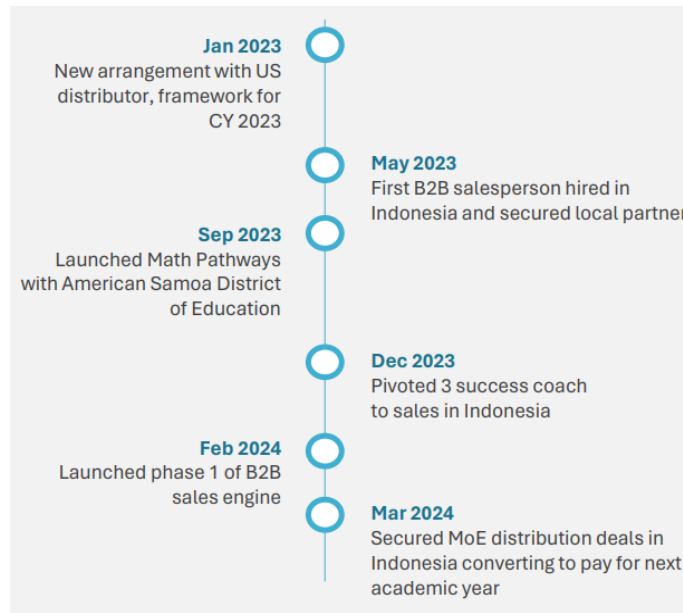 Jan 2023
New arrangement with US
distributor, framework for
CY 2023
May 2023
First B2B salesperson hired in
Indonesia and secured local partner
Sep 2023
Launched Math Pathways
with American Samoa District
of Education
Dec 2023
Pivoted 3 success coach
to sales in Indonesia
Feb 2024
Launched phase 1 of B2B
sales engine
Mar 2024
Secured MoE distribution deals in
Indonesia converting to pay for next
academic year